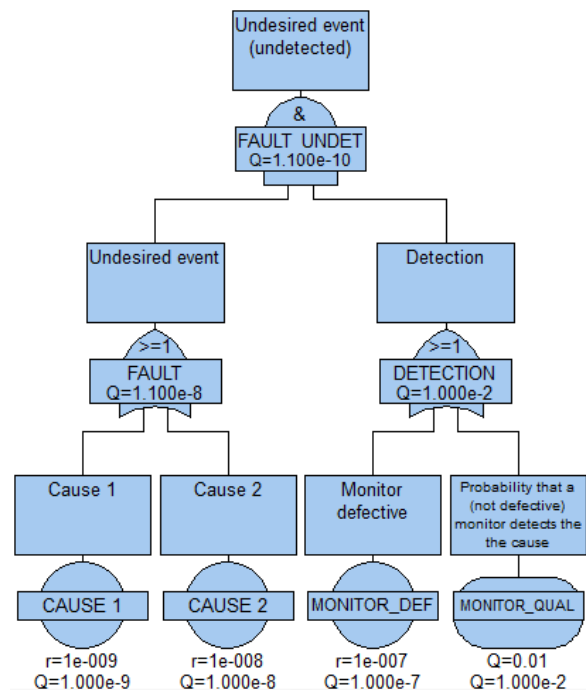 Undesired event
(undetected)
&
FAULT_UNDET
Q=1.100e-10
Undesired event
Detection
>=1
FAULT
Q=1.100e-8
>=1
DETECTION
Q=1.000e-2
Cause 1
Cause 2
Monitor
defective
Probability that a
(not defective)
monitor detects the
the cause
CAUSE 1
CAUSE 2
MONITOR_DEF
MONITOR_QUAL
r=1e-009
Q=1.000e-9
r=1e-008
Q=1.000e-8
r=1e-007
Q=1.000e-7
Q=0.01
Q=1.000e-2